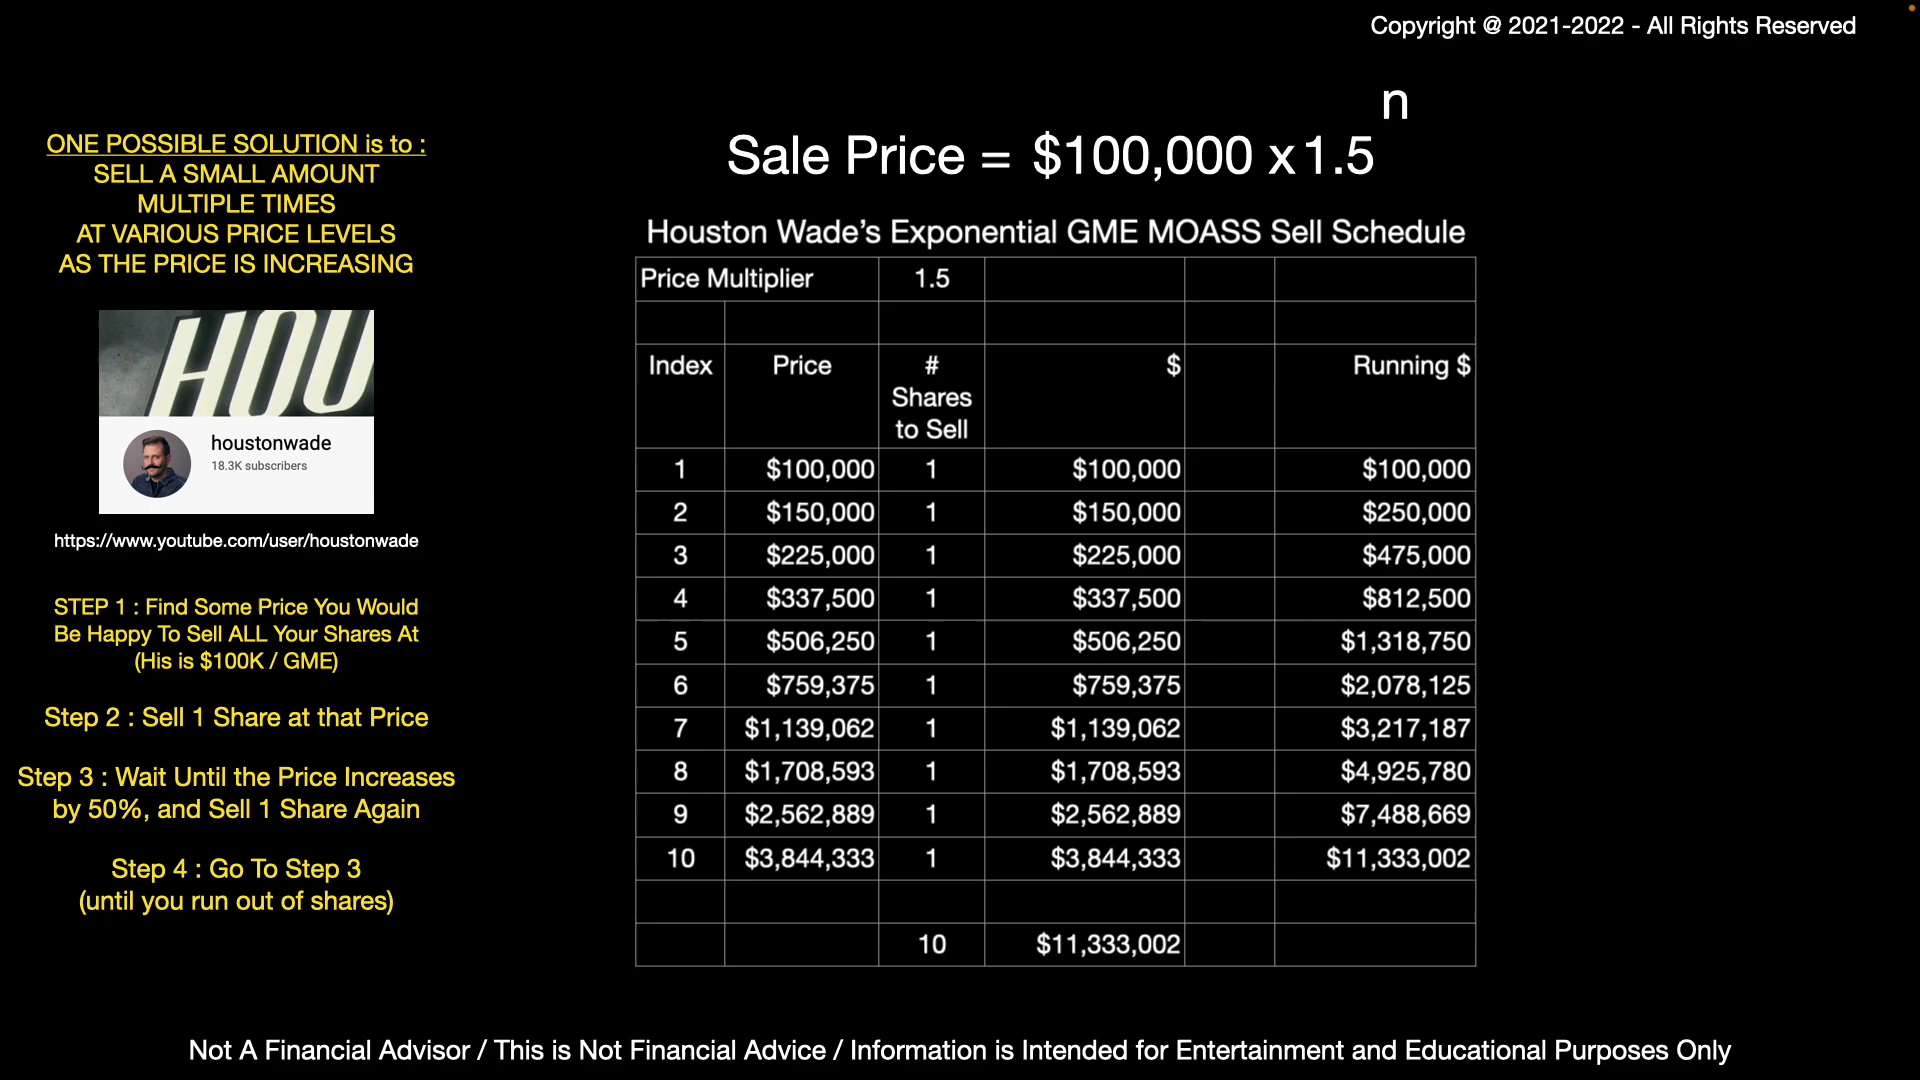 Copyright @ 2021-2022 - All Rights Reserved
ONE POSSIBLE SOLUTION is to :
SELL A SMALL AMOUNT
MULTIPLE TIMES
AT VARIOUS PRICE LEVELS
AS THE PRICE IS INCREASING
HOU
houstonwade
18.3K subscribers
https://www.youtube.com/user/houstonwade
STEP 1 : Find Some Price You Would
Be Happy To Sell ALL Your Shares At
(His is $100K / GME)
Step 2 : Sell 1 Share at that Price
Step 3 : Wait Until the Price Increases
by 50%, and Sell 1 Share Again
Step 4 : Go To Step 3
(until you run out of shares)
n
Sale Price = $100,000 x 1.5
Houston Wade's Exponential GME MOASS Sell Schedule
Price Multiplier 1.5
Index Price # $ Running $
Shares
to Sell
1 $100,000 1 $100,000 $100,000
2 $150,000 1 $150,000 $250,000
3 $225,000 1 $225,000 $475,000
4 $337,500 1 $337,500 $812,500
5 $506,250 1 $506,250 $1,318,750
6 $759,375 1 $759,375 $2,078,125
7 $1,139,062 1 $1,139,062 $3,217,187
8 $1,708,593 1 $1,708,593 $4,925,780
9 $2,562,889 1 $2,562,889 $7,488,669
10 $3,844,333 1 $3,844,333 $11,333,002
10 $11,333,002
Not A Financial Advisor / This is Not Financial Advice / Information is Intended for Entertainment and Educational Purposes Only